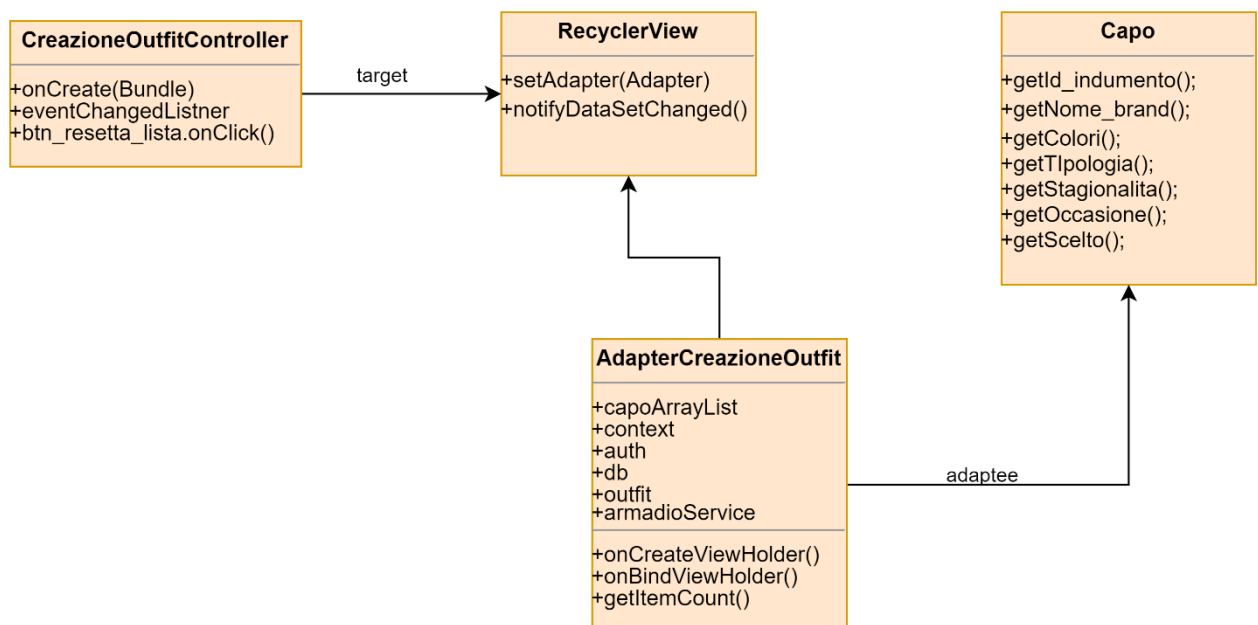 CreazioneOutfitController
+onCreate(Bundle)
+eventChangedListner
+btn_resetta_lista.onClick()
target
RecyclerView
+setAdapter(Adapter)
+notifyDataSetChanged()
Capo
+getId_indumento();
+getNome_brand();
+getColori();
+getTIpologia();
+getStagionalita();
+getOccasione();
+getScelto();
AdapterCreazioneOutfit
+capoArrayList
+context
+auth
+db
+outfit
+armadioService
+onCreateViewHolder()
+onBindViewHolder()
+getItemCount()
adaptee